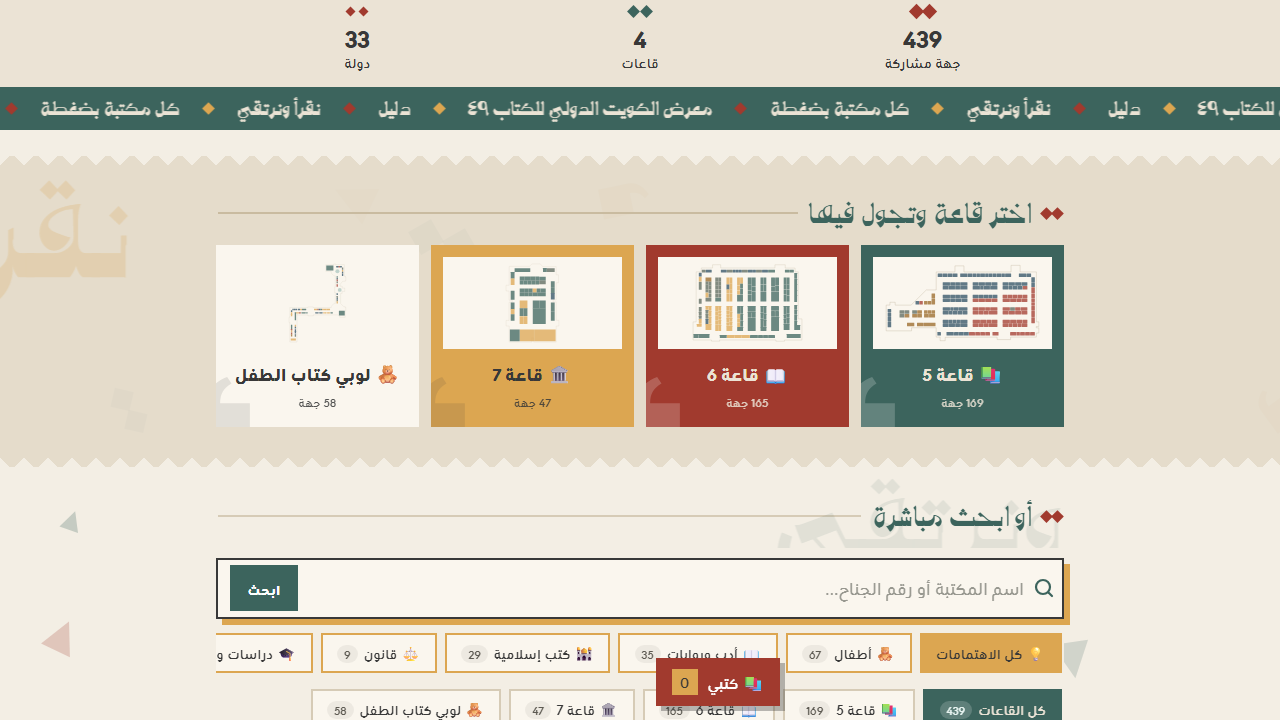 439
جهة مشاركة
4
قاعات
33
دولة
للكتاب ٤٩ دليل نقرأ ونرتقي كل مكتبة بضغطة معرض الكويت الدولي للكتاب ٤٩ دليل نقرأ ونرتقي كل مكتبة بضغطة
اختر قاعة وتجول فيها
📚 قاعة 5
169 جهة
📖 قاعة 6
165 جهة
🏛️ قاعة 7
47 جهة
🧸 لوبي كتاب الطفل
58 جهة
أو ابحث مباشرة
اسم المكتبة أو رقم الجناح...
ابحث
💡 كل الاهتمامات
🧸 أطفال 67
📖 أدب وروايات 35
🕌 كتب إسلامية 29
⚖️ قانون 9
🎓 دراسات و
📚 كتبي 0
كل القاعات 439
📚 قاعة 5 169
📖 قاعة 6 165
🏛️ قاعة 7 47
🧸 لوبي كتاب الطفل 58